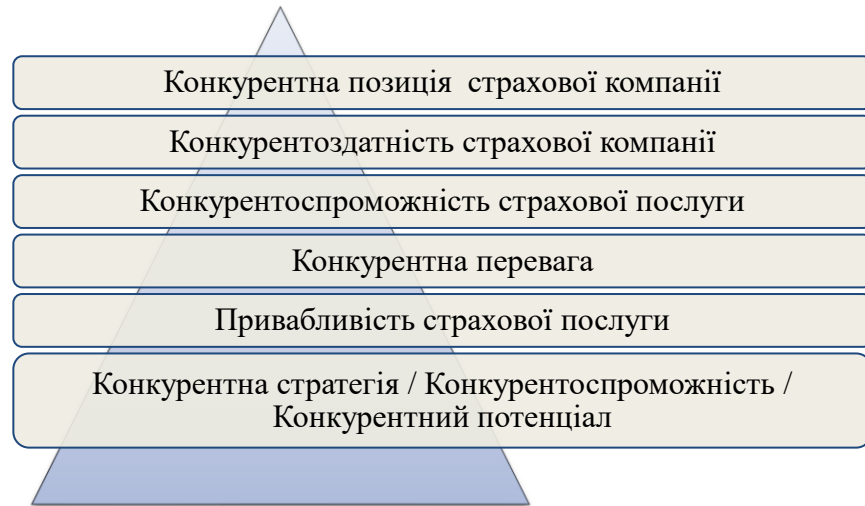 Конкурентна позиція страхової компанії
Конкурентоздатність страхової компанії
Конкурентоспроможність страхової послуги
Конкурентна перевага
Привабливість страхової послуги
Конкурентна стратегія / Конкурентоспроможність /
Конкурентний потенціал